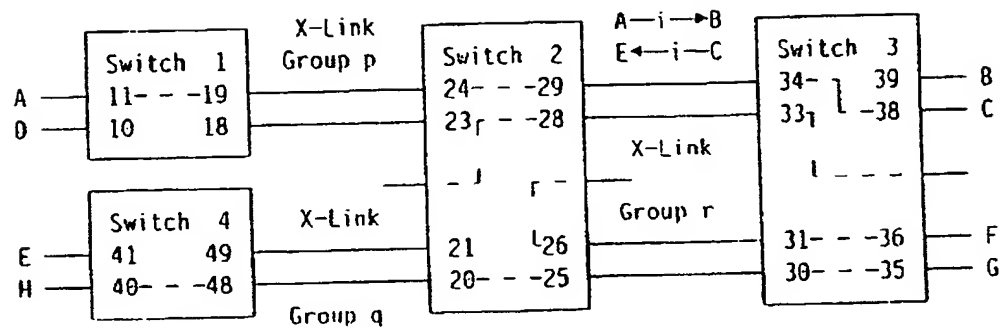 X-Link
Group p
A—i—►B
E◄—i—C
Switch 1
Switch 2
Switch 3
A
11- - -19
24- - -29
34-
39
B
D
10
18
23
- -28
33
-38
C
X-Link
Switch 4
X-Link
Group r
E
41
49
21
26
31- - -36
F
H
40- - -48
20- - -25
30- - -35
G
Group q